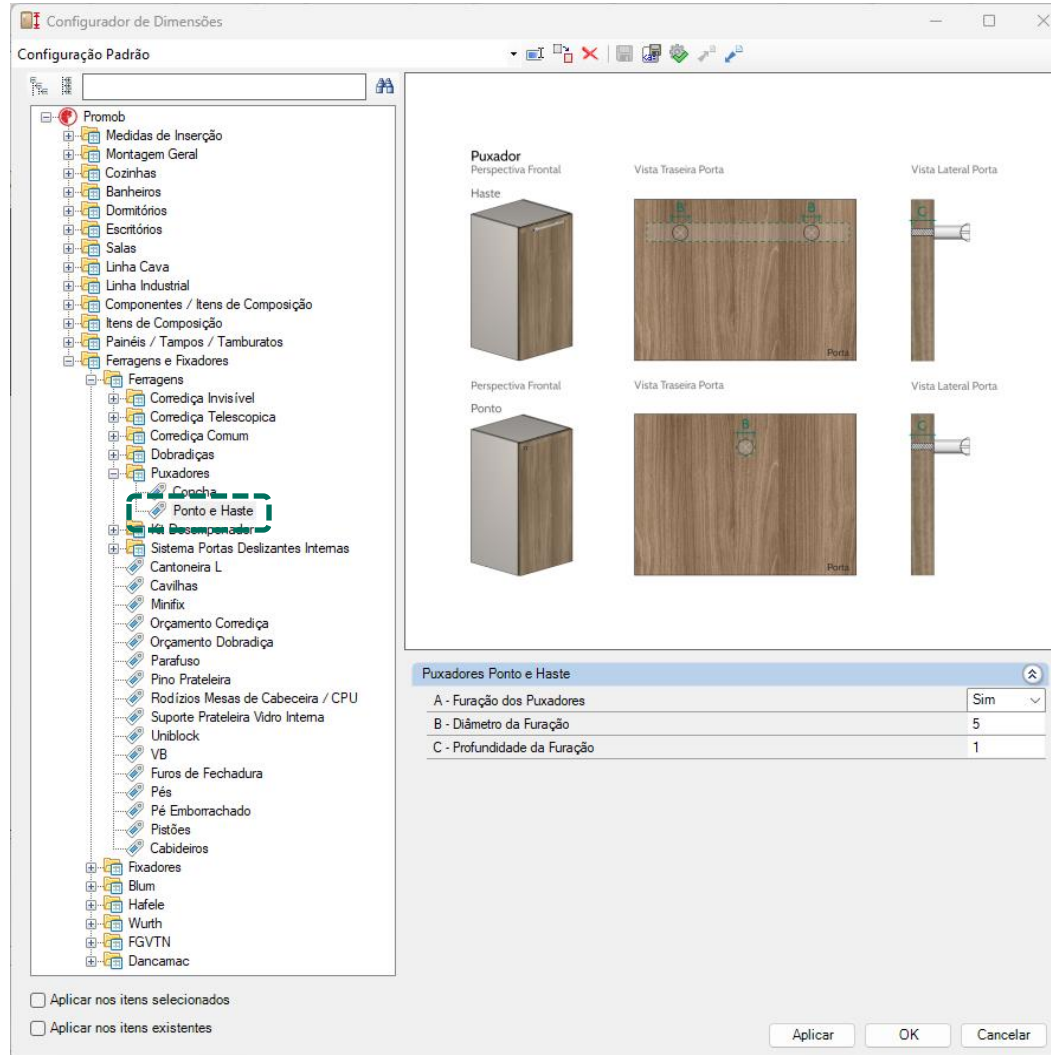 Configurador de Dimensões
Configuração Padrão
Promob
Medidas de Inserção
Montagem Geral
Cozinhas
Banheiros
Dormitórios
Escritórios
Salas
Linha Cava
Linha Industrial
Componentes / Itens de Composição
Itens de Composição
Painéis / Tampos / Tamburatos
Ferragens e Fixadores
Ferragens
Corrediça Invisível
Corrediça Telescopica
Corrediça Comum
Dobradiças
Puxadores
Concha
Ponto e Haste
Kit Desempenador
Sistema Portas Deslizantes Internas
Cantoneira L
Cavilhas
Minifix
Orçamento Corrediça
Orçamento Dobradiça
Parafuso
Pino Prateleira
Rodízios Mesas de Cabeceira / CPU
Suporte Prateleira Vidro Interna
Uniblock
VB
Furos de Fechadura
Pés
Pé Emborrachado
Pistões
Cabideiros
Fixadores
Blum
Hafele
Wurth
FGVTN
Dancamac
Aplicar nos itens selecionados
Aplicar nos itens existentes
Puxador
Perspectiva Frontal Vista Traseira Porta Vista Lateral Porta
Haste
B B C
Porta
Perspectiva Frontal Vista Traseira Porta Vista Lateral Porta
Ponto
B C
Porta
Puxadores Ponto e Haste
A - Furação dos Puxadores Sim
B - Diâmetro da Furação 5
C - Profundidade da Furação 1
Aplicar OK Cancelar